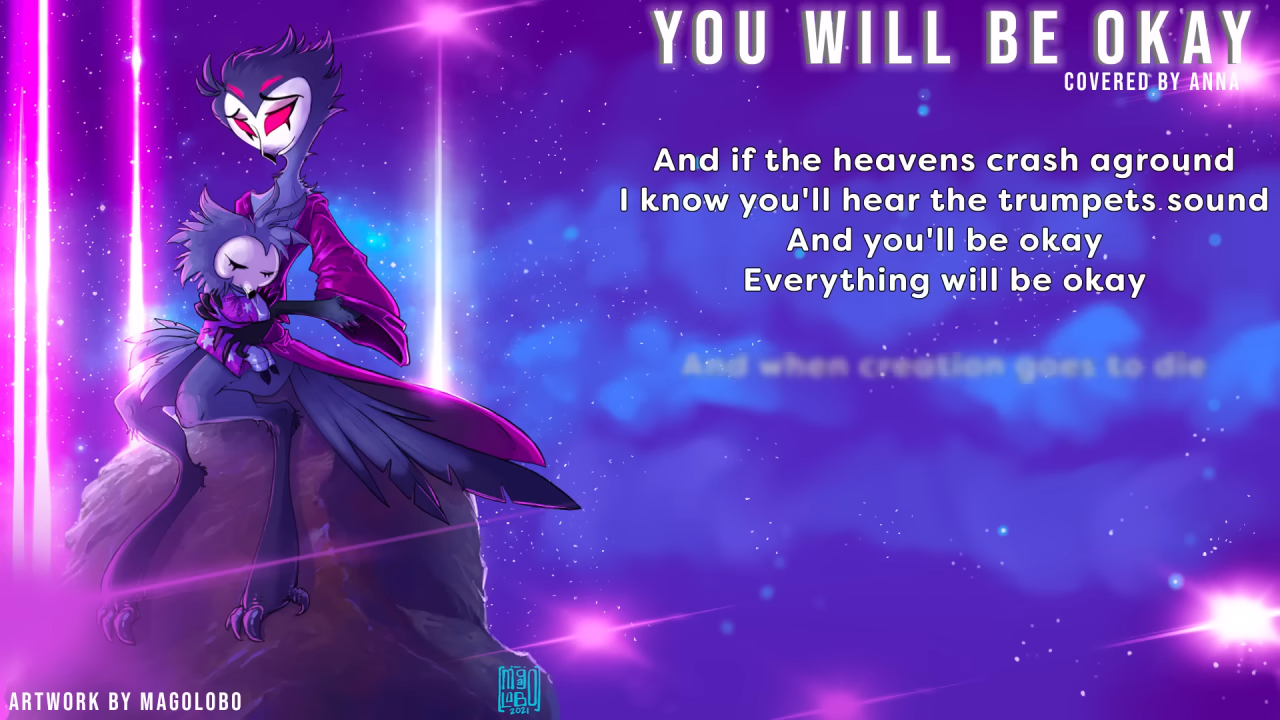 YOU WILL BE OKAY
COVERED BY ANNA
And if the heavens crash aground
I know you'll hear the trumpets sound
And you'll be okay
Everything will be okay
And when creation goes to die
ARTWORK BY MAGOLOBO
MagoLOBO
2021